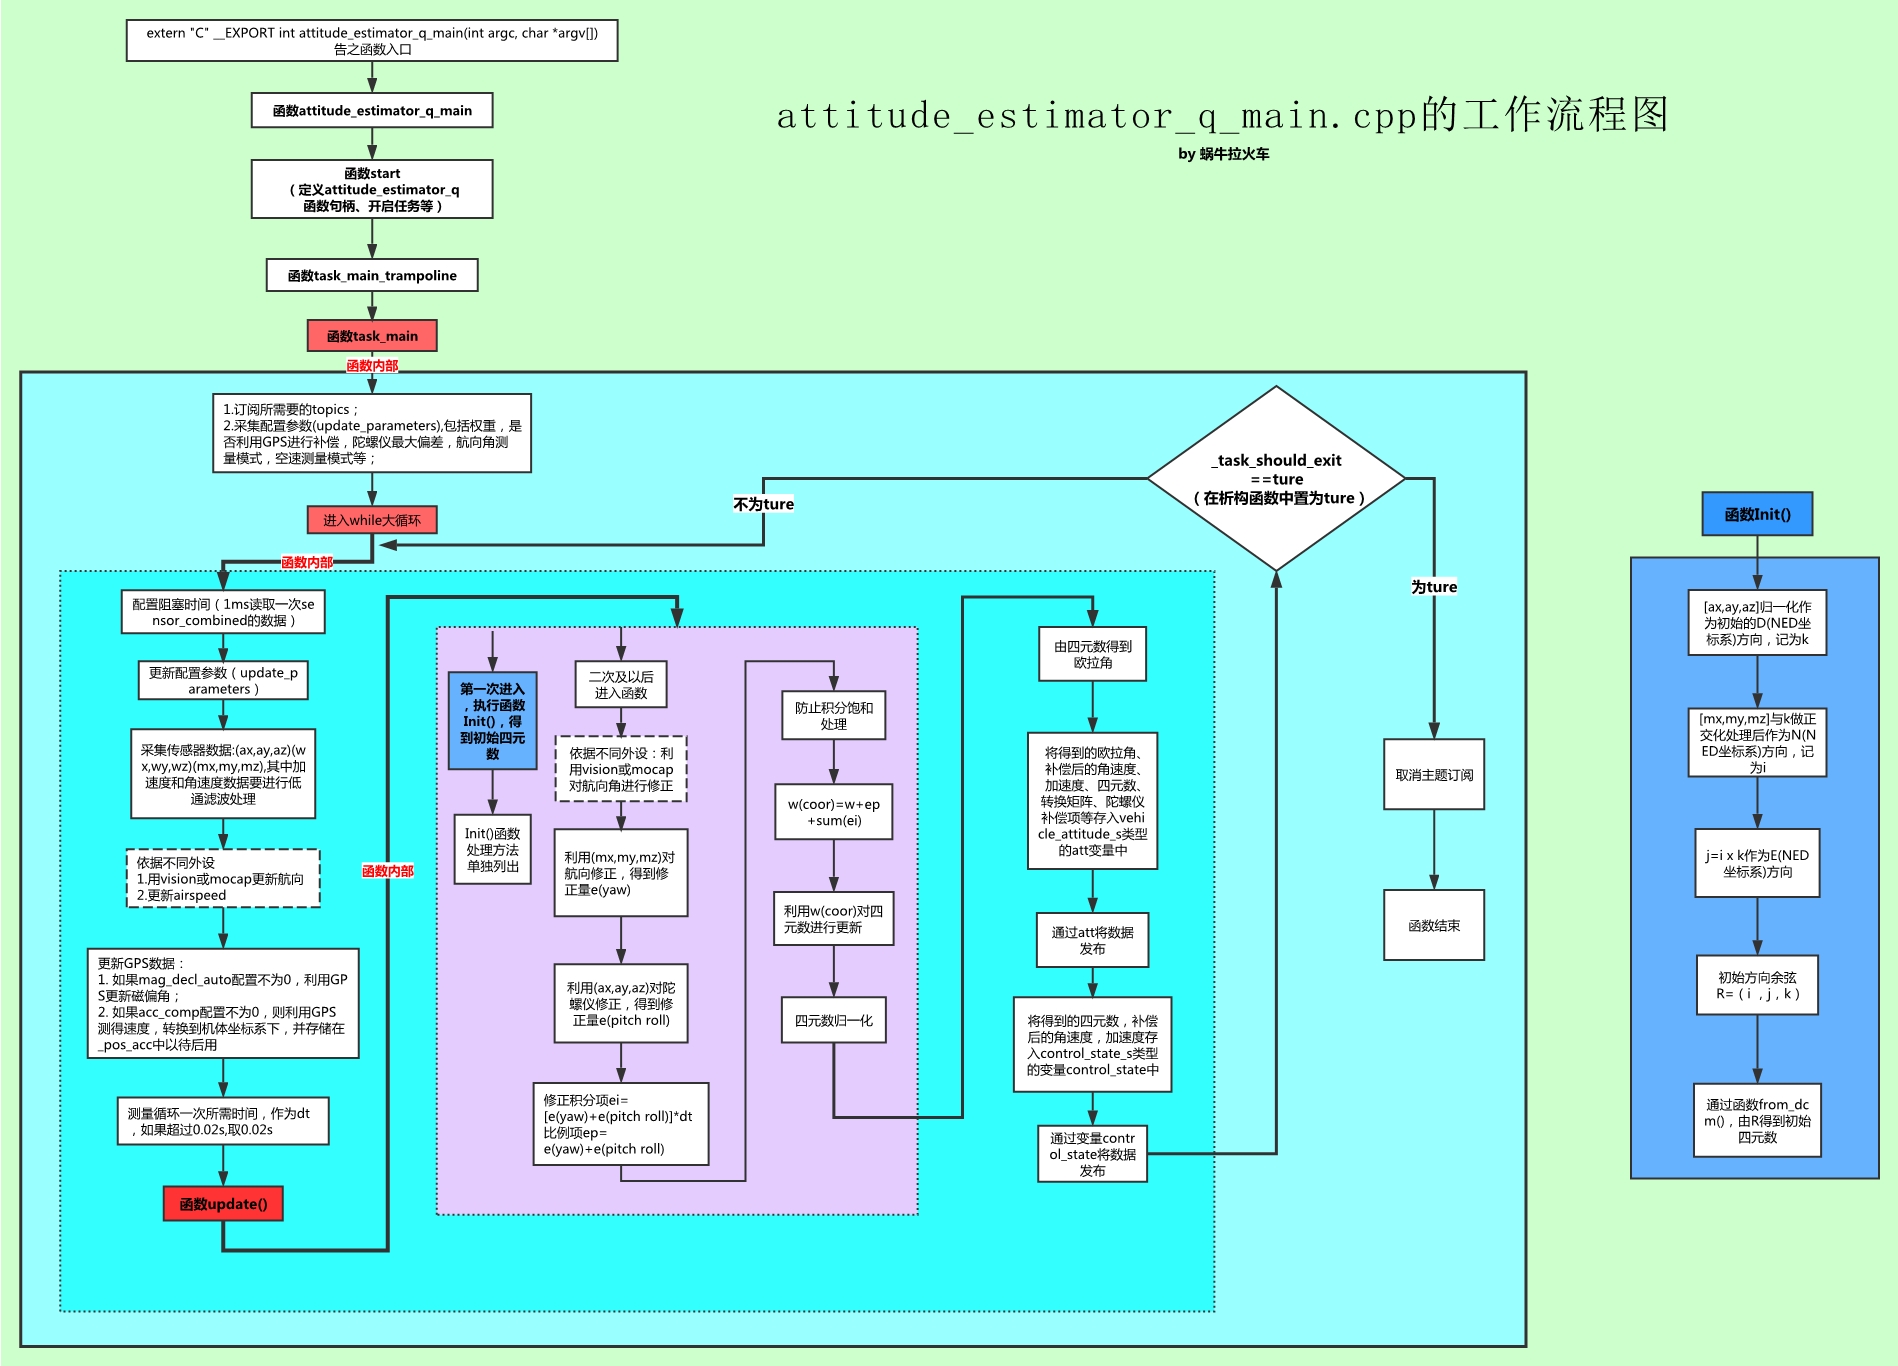 extern "C" __EXPORT int attitude_estimator_q_main(int argc, char *argv[])
告之函数入口
函数attitude_estimator_q_main
函数start
（定义attitude_estimator_q
函数句柄、开启任务等）
函数task_main_trampoline
函数task_main
函数内部
attitude_estimator_q_main.cpp的工作流程图
by 蜗牛拉火车
1.订阅所需要的topics；
2.采集配置参数(update_parameters),包括权重，是
否利用GPS进行补偿，陀螺仪最大偏差，航向角测
量模式，空速测量模式等；
进入while大循环
函数内部
配置阻塞时间（1ms读取一次se
nsor_combined的数据）
更新配置参数（update_p
arameters）
采集传感器数据:(ax,ay,az)(w
x,wy,wz)(mx,my,mz),其中加
速度和角速度数据要进行低
通滤波处理
依据不同外设
1.用vision或mocap更新航向
2.更新airspeed
更新GPS数据：
1. 如果mag_decl_auto配置不为0，利用GP
S更新磁偏角；
2. 如果acc_comp配置不为0，则利用GPS
测得速度，转换到机体坐标系下，并存储在
_pos_acc中以待后用
测量循环一次所需时间，作为dt
，如果超过0.02s,取0.02s
函数update()
函数内部
第一次进入
，执行函数
Init()，得
到初始四元
数
Init()函数
处理方法
单独列出
二次及以后
进入函数
依据不同外设：利
用vision或mocap
对航向角进行修正
利用(mx,my,mz)对
航向修正，得到修
正量e(yaw)
利用(ax,ay,az)对陀
螺仪修正，得到修
正量e(pitch roll)
修正积分项ei=
[e(yaw)+e(pitch roll)]*dt
比例项ep=
e(yaw)+e(pitch roll)
防止积分饱和
处理
w(coor)=w+ep
+sum(ei)
利用w(coor)对四
元数进行更新
四元数归一化
由四元数得到
欧拉角
将得到的欧拉角、
补偿后的角速度、
加速度、四元数、
转换矩阵、陀螺仪
补偿项等存入vehi
cle_attitude_s类型
的att变量中
通过att将数据
发布
将得到的四元数，补偿
后的角速度，加速度存
入control_state_s类型
的变量control_state中
通过变量contr
ol_state将数据
发布
_task_should_exit
==ture
（在折构函数中置为ture）
不为ture
为ture
取消主题订阅
函数结束
函数Init()
[ax,ay,az]归一化作
为初始的D(NED坐
标系)方向，记为k
[mx,my,mz]与k做正
交化处理后作为N(N
ED坐标系)方向，记
为i
j=i x k作为E(NED
坐标系)方向
初始方向余弦
R=（i ，j，k）
通过函数from_dc
m()，由R得到初始
四元数